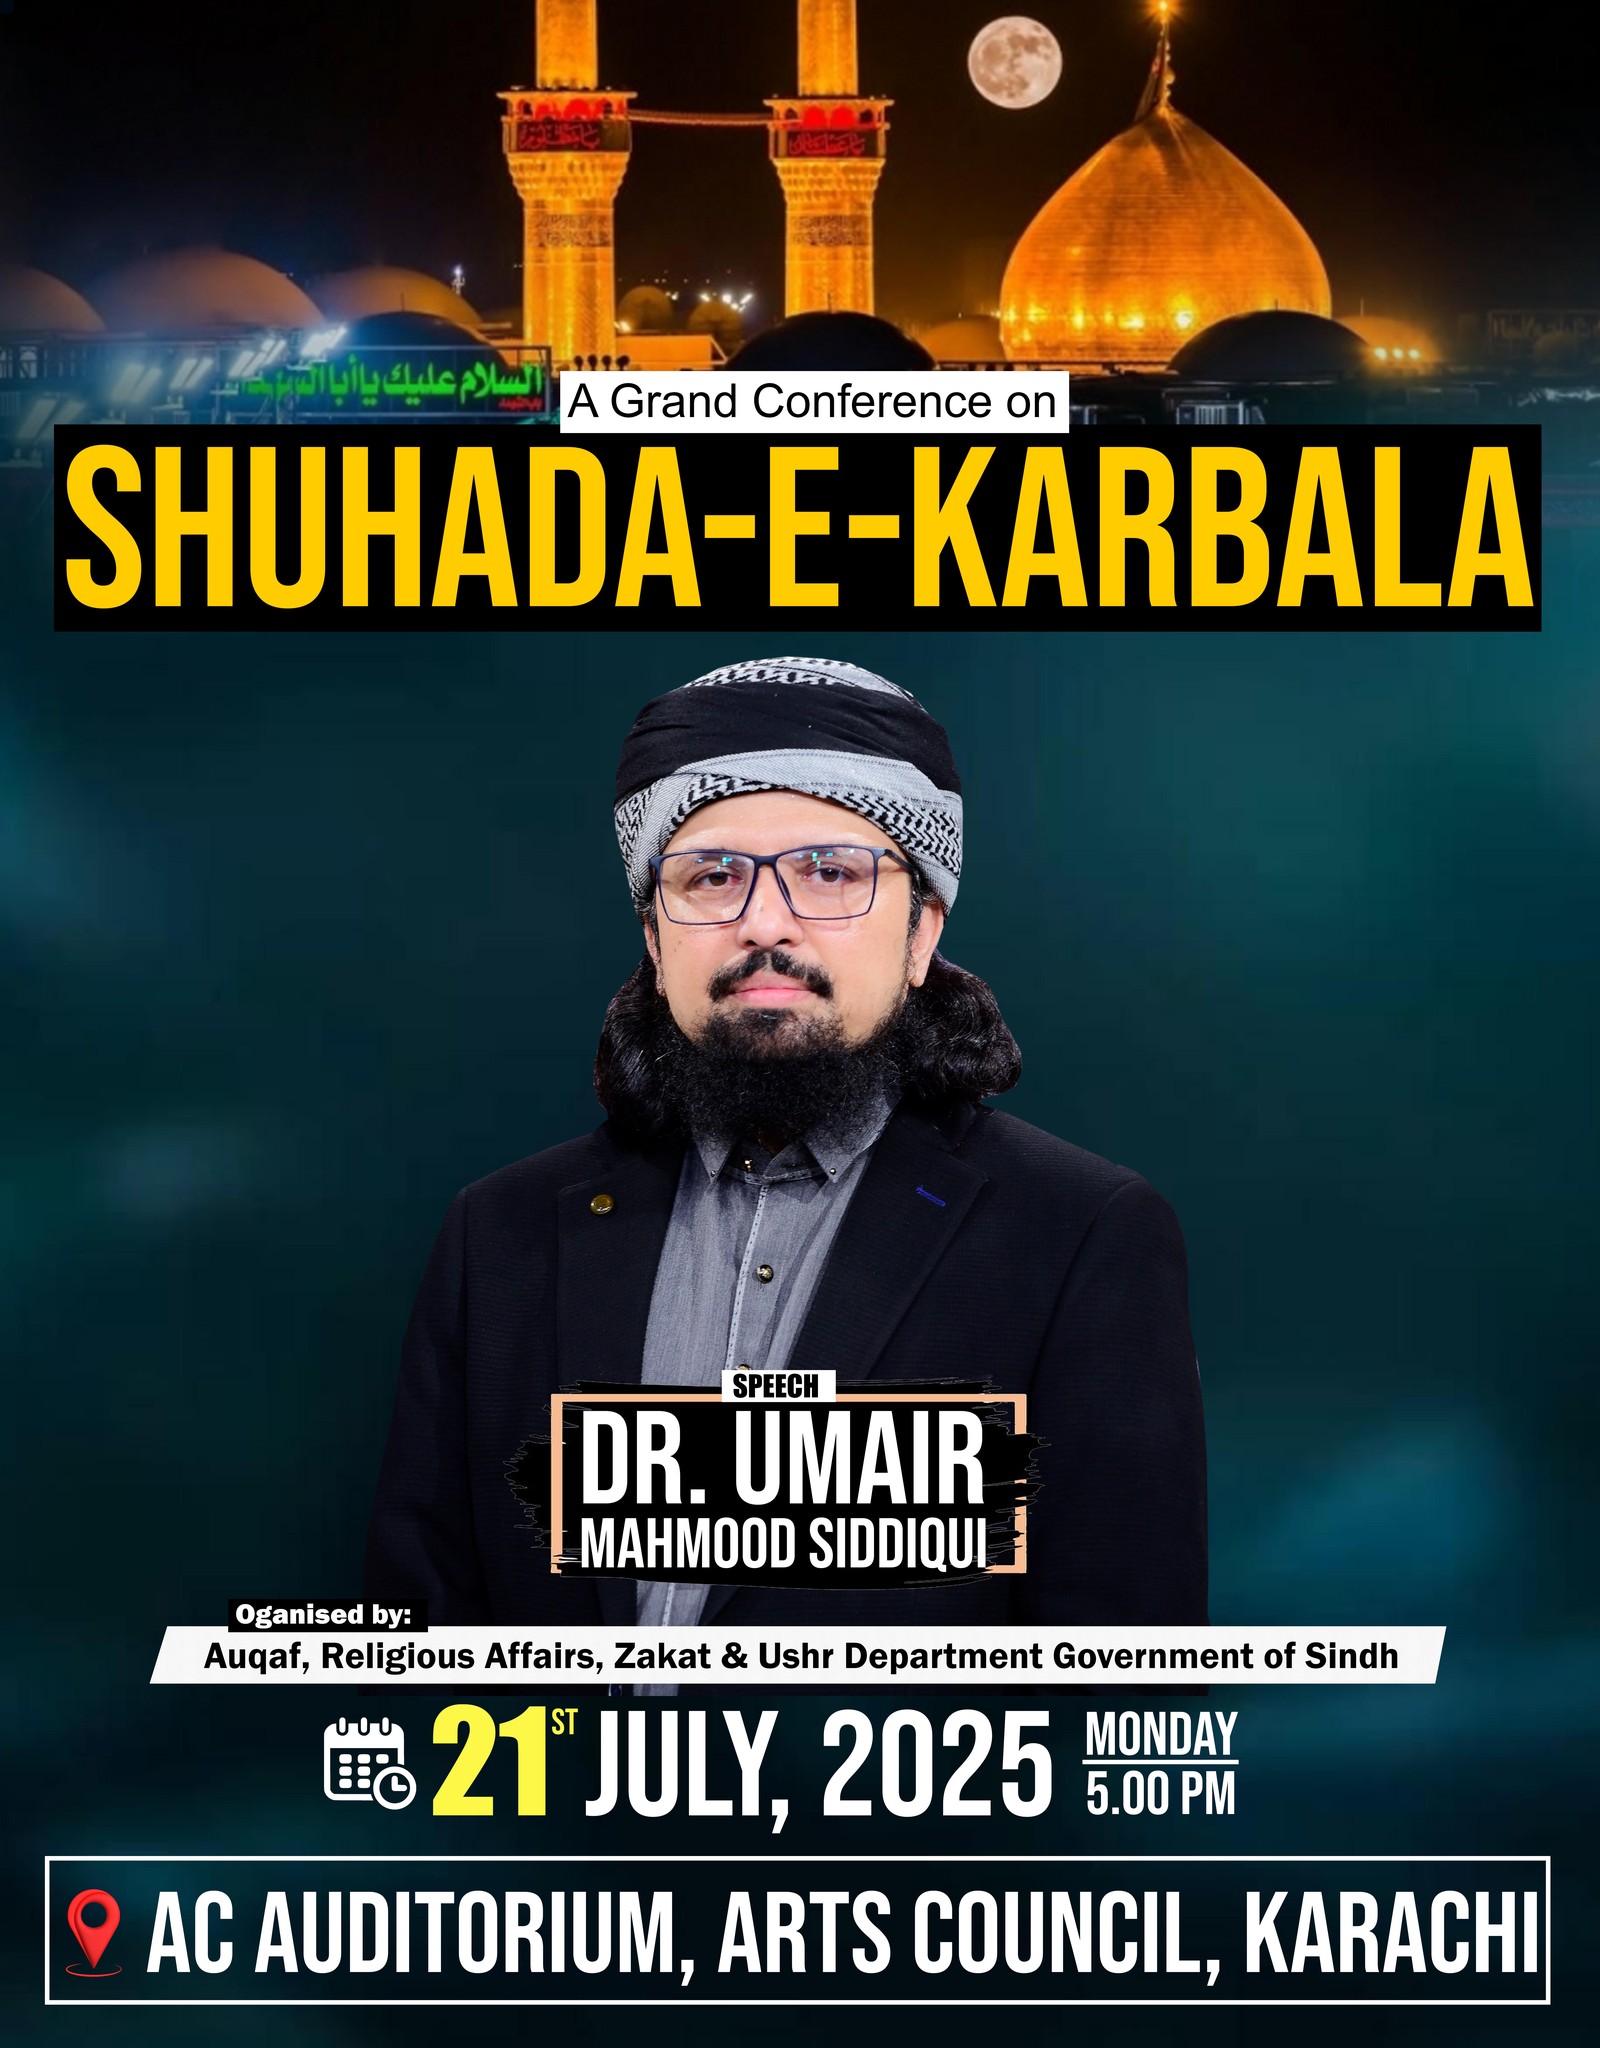 السلام عليك يا أبا
A Grand Conference on
SHUHADA-E-KARBALA
SPEECH
DR. UMAIR
MAHMOOD SIDDIQUI
Oganised by:
Auqaf, Religious Affairs, Zakat & Ushr Department Government of Sindh
21ST JULY, 2025
MONDAY
5.00 PM
AC AUDITORIUM, ARTS COUNCIL, KARACHI